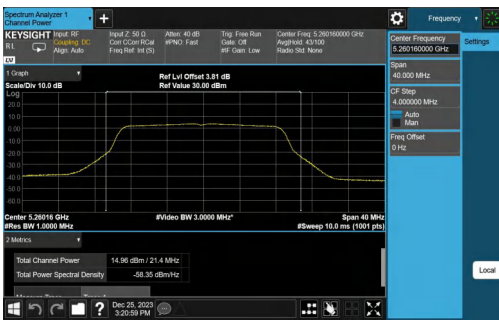 Spectrum Analyzer 1
Channel Power
+
Frequency
KEYSIGHT
Input: RF
Coupling: DC
Align: Auto
Input Z: 50 Ω
Corr CCorr RCal
Freq Ref: Int (S)
Atten: 40 dB
#PNO: Fast
Trig: Free Run
Gate: Off
#IF Gain: Low
Center Freq: 5.260160000 GHz
Avg|Hold: 43/100
Radio Std: None
RL
Center Frequency
5.260160000 GHz
Settings
Span
40.000 MHz
CF Step
4.000000 MHz
Auto
Man
Freq Offset
0 Hz
Local
1 Graph
Scale/Div 10.0 dB
Ref Lvl Offset 3.81 dB
Ref Value 30.00 dBm
Log
20.0
10.0
0.00
-10.0
-20.0
-30.0
-40.0
-50.0
-60.0
Center 5.26016 GHz
#Video BW 3.0000 MHz*
Span 40 MHz
#Res BW 1.0000 MHz
#Sweep 10.0 ms (1001 pts)
2 Metrics
Total Channel Power
14.96 dBm / 21.4 MHz
Total Power Spectral Density
-58.35 dBm/Hz
?
Dec 25, 2023
3:20:59 PM